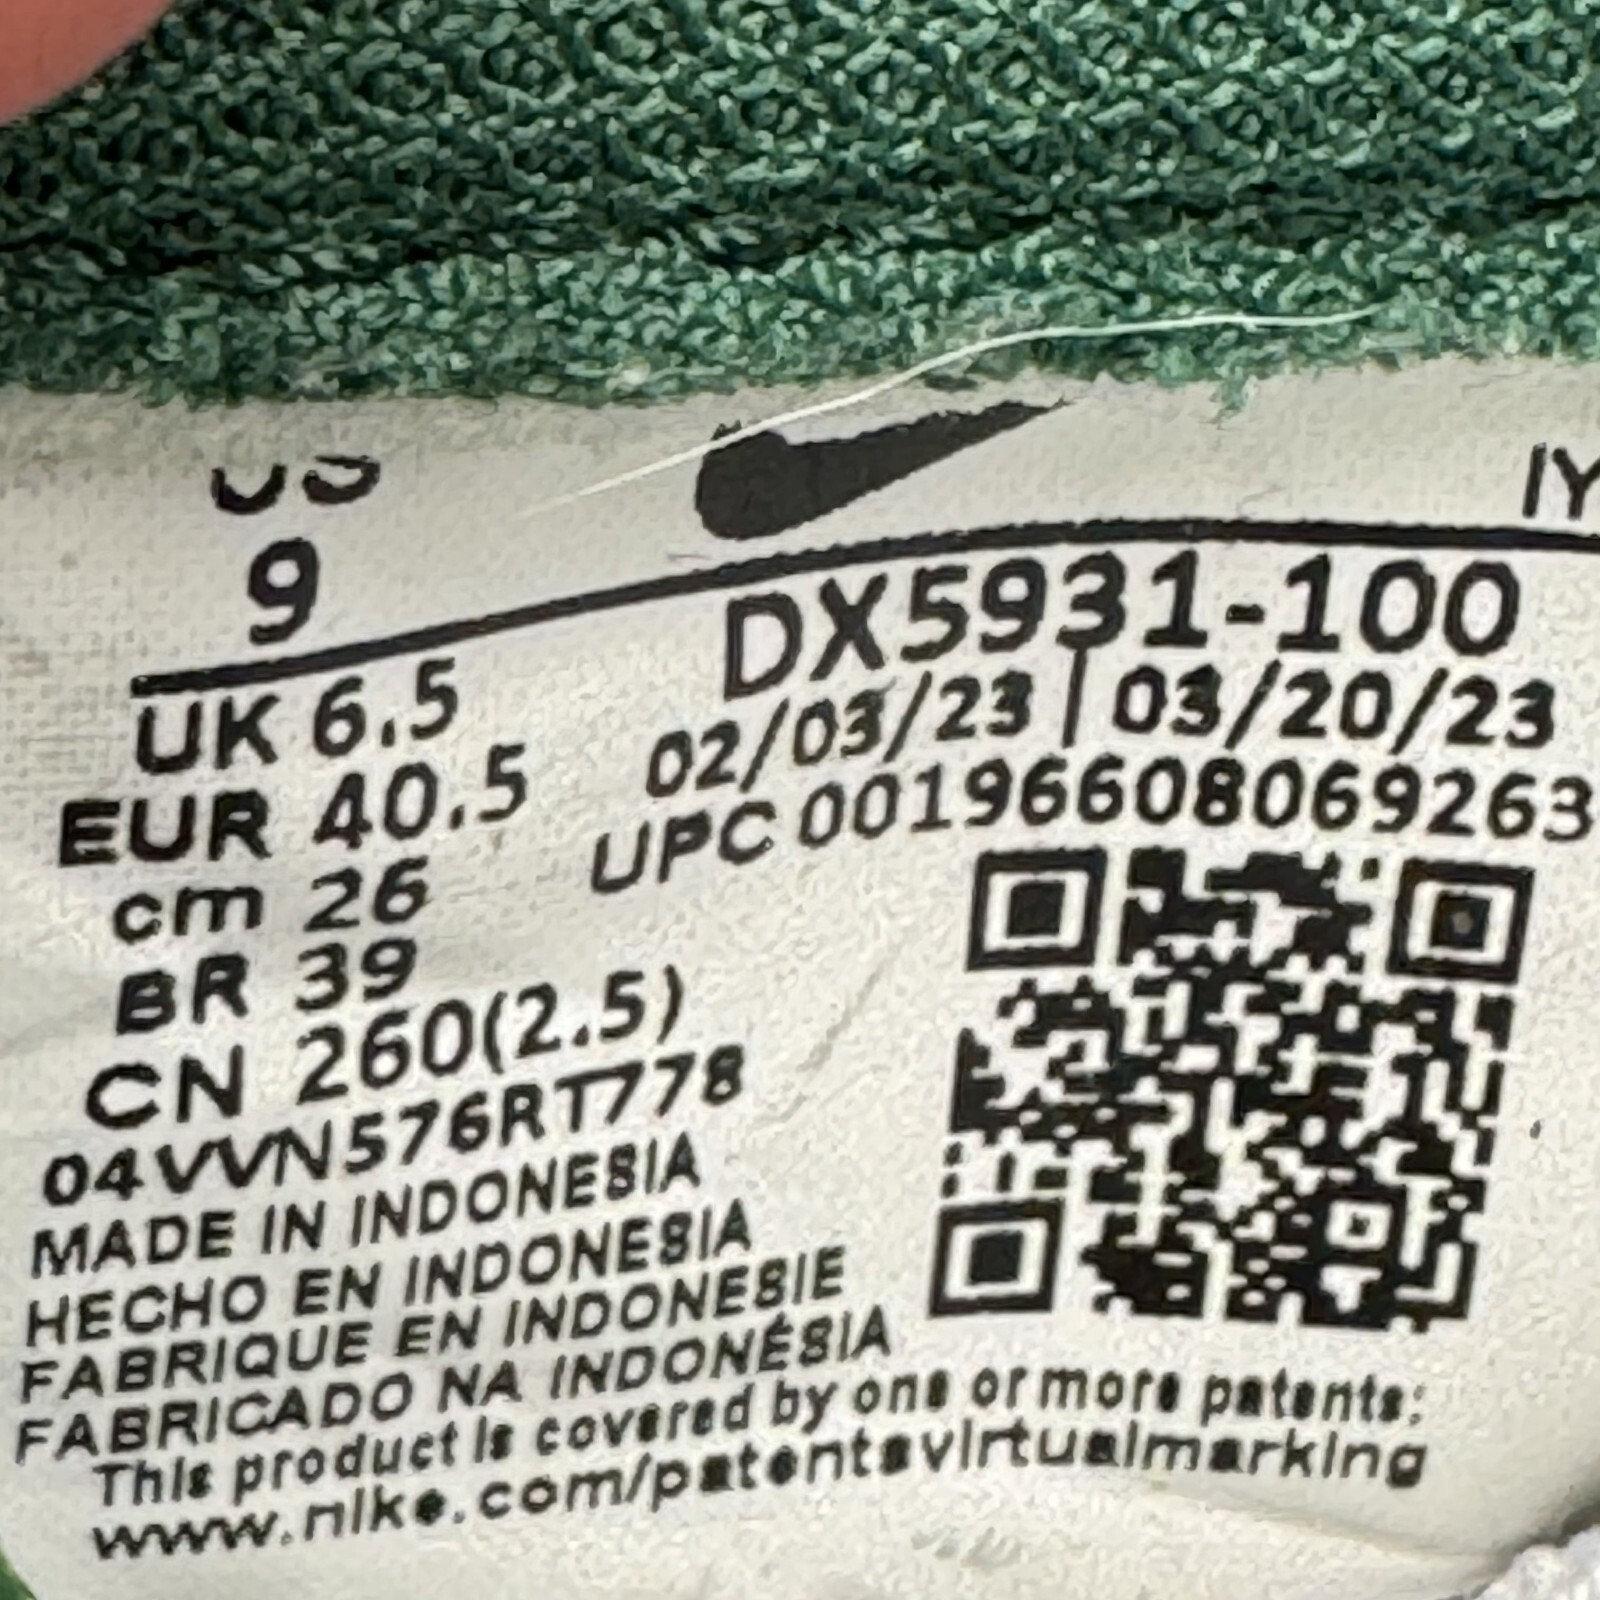 US
9
IY
UK 6.5
EUR 40.5
cm 26
BR 39
CN 260(2.5)
04VVN576RT778
MADE IN INDONESIA
HECHO EN INDONESIA
FABRIQUE EN INDONESIE
FABRICADO NA INDONÉSIA
DX5931-100
02/03/23 | 03/20/23
UPC 00196608069263
This product is covered by one or more patents:
www.nike.com/patentsvirtualmarking